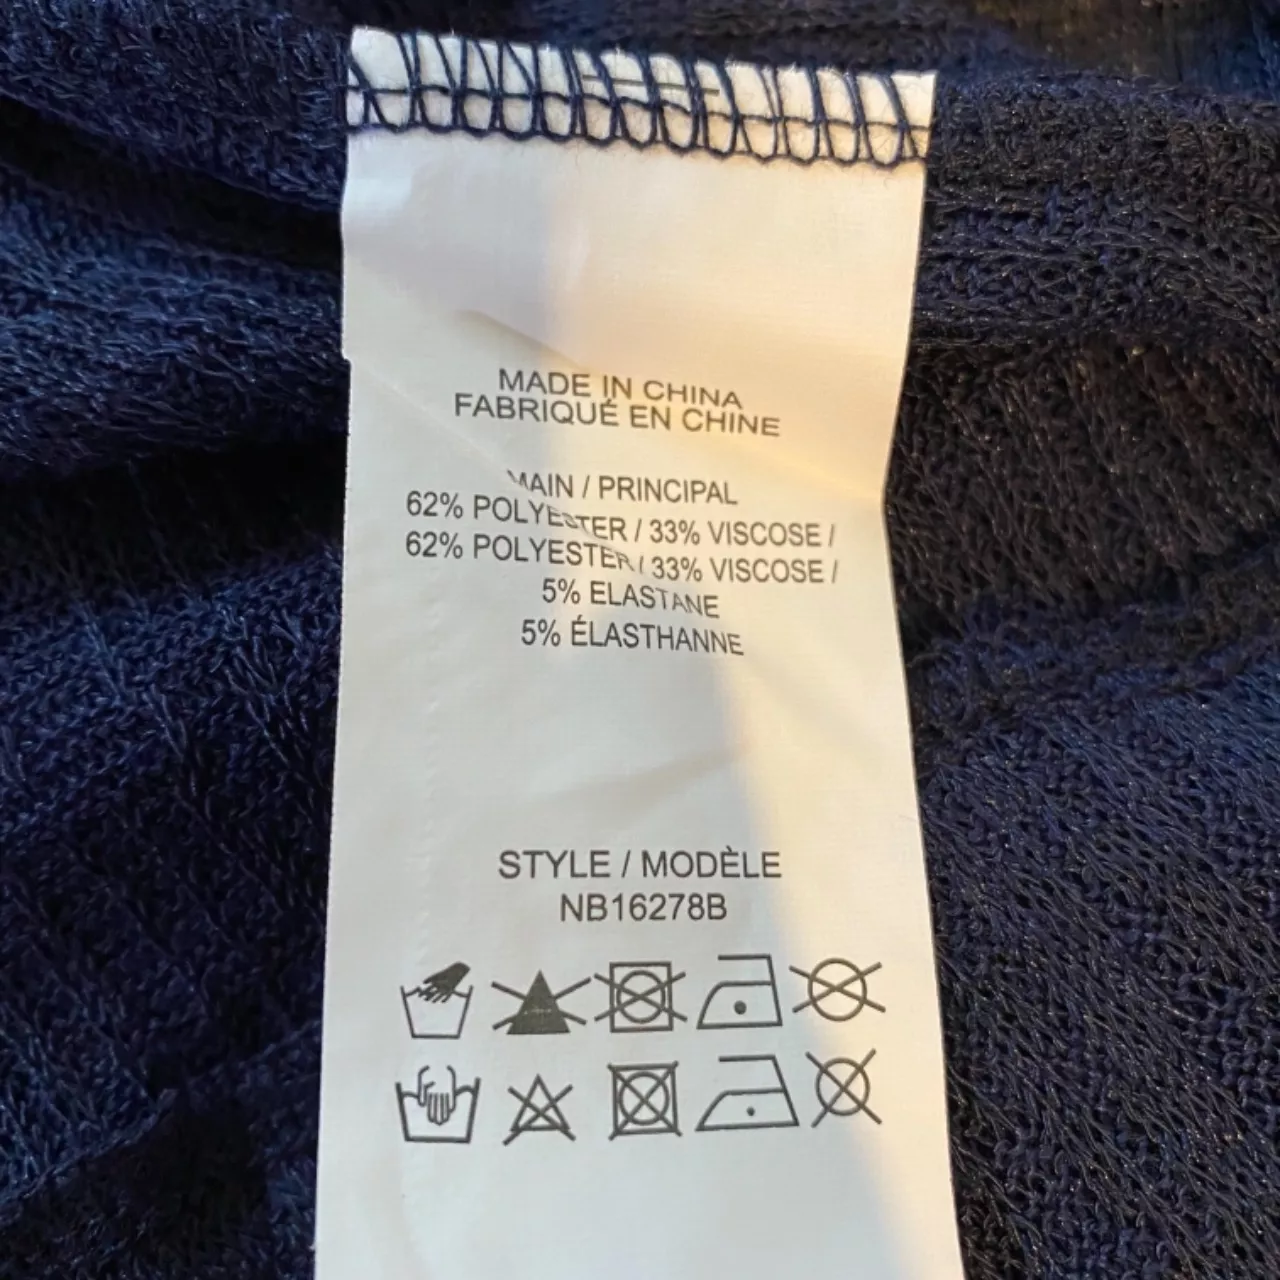 MADE IN CHINA
FABRIQUÉ EN CHINE
MAIN / PRINCIPAL
62% POLYESTER / 33% VISCOSE /
62% POLYESTER / 33% VISCOSE /
5% ELASTANE
5% ÉLASTHANNE
STYLE / MODÈLE
NB16278B